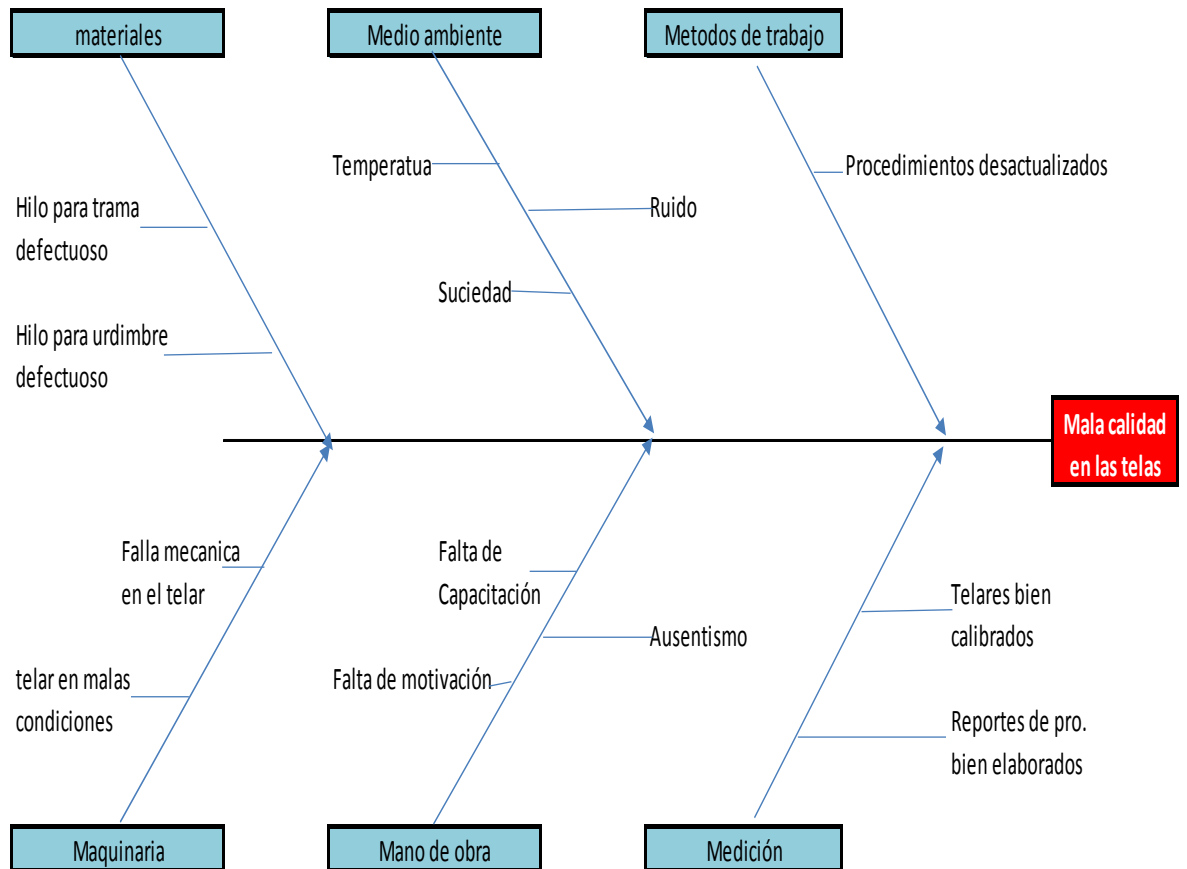 materiales
Medio ambiente
Metodos de trabajo
Temperatua
Procedimientos desactualizados
Hilo para trama
defectuoso
Ruido
Suciedad
Hilo para urdimbre
defectuoso
Mala calidad
en las telas
Falla mecanica
en el telar
Falta de
Capacitación
Telares bien
calibrados
Ausentismo
telar en malas
condiciones
Falta de motivación
Reportes de pro.
bien elaborados
Maquinaria
Mano de obra
Medición